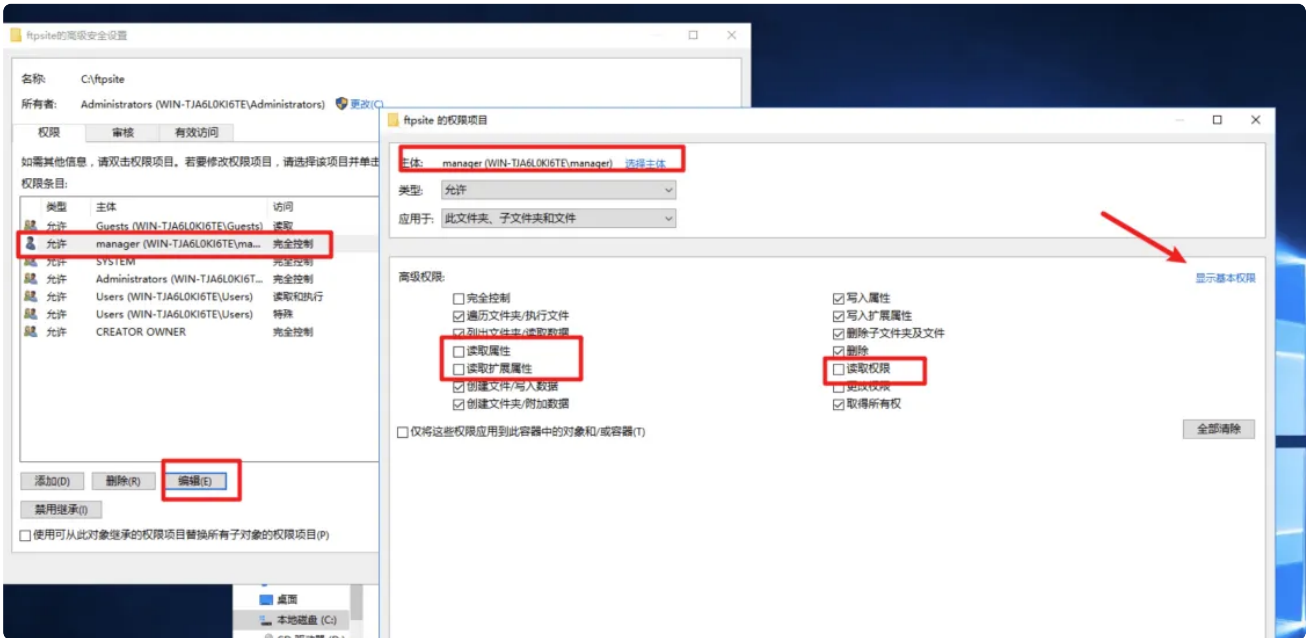 ftpsite的高级安全设置
名称: C:\ftpsite
所有者: Administrators (WIN-TJA6L0KI6TE\Administrators) 更改(C)
权限 审核 有效访问
如需其他信息，请双击权限项目。若要修改权限项目，请选择该项目并单击
权限条目:
类型 主体 访问
允许 Guests (WIN-TJA6L0KI6TE\Guests) 读取
允许 manager (WIN-TJA6L0KI6TE\ma... 完全控制
允许 SYSTEM 完全控制
允许 Administrators (WIN-TJA6L0KI6T... 完全控制
允许 Users (WIN-TJA6L0KI6TE\Users) 读取和执行
允许 Users (WIN-TJA6L0KI6TE\Users) 特殊
允许 CREATOR OWNER 完全控制
添加(D) 删除(R) 编辑(E)
禁用继承(I)
使用可从此对象继承的权限项目替换所有子对象的权限项目(P)
桌面
本地磁盘 (C:)
ftpsite 的权限项目
主体: manager (WIN-TJA6L0KI6TE\manager) 选择主体
类型: 允许
应用于: 此文件夹、子文件夹和文件
高级权限: 显示基本权限
完全控制 写入属性
遍历文件夹/执行文件 写入扩展属性
列出文件夹/读取数据 删除子文件夹及文件
读取属性 删除
读取扩展属性 读取权限
创建文件/写入数据 更改权限
创建文件夹/附加数据 取得所有权
仅将这些权限应用到此容器中的对象和/或容器(T) 全部清除